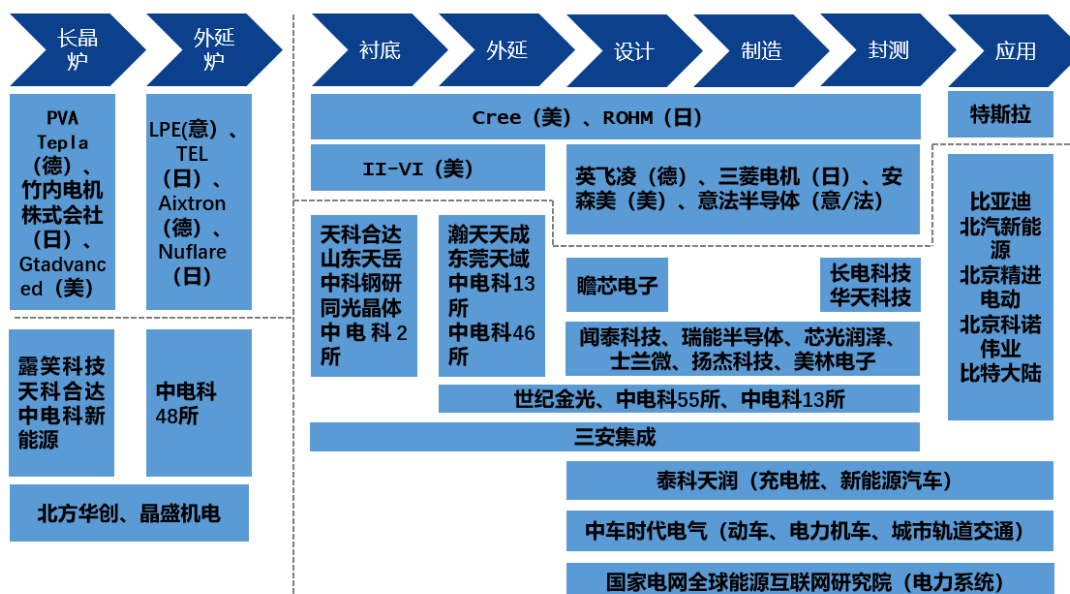 长晶
炉
外延
炉
衬底
外延
设计
制造
封测
应用
PVA
Tepla
（德）、
竹内电机
株式会社
（日）、
Gtadvanc
ed（美）
LPE(意）、
TEL
（日）、
Aixtron
（德）、
Nuflare
（日）
Cree（美）、ROHM（日）
特斯拉
II-VI（美）
英飞凌（德）、三菱电机（日）、安
森美（美）、意法半导体（意/法）
比亚迪
北汽新能
源
北京精进
电动
北京科诺
伟业
比特大陆
天科合达
山东天岳
中科钢研
同光晶体
中电科2
所
瀚天天成
东莞天域
中电科13
所
中电科46
所
瞻芯电子
长电科技
华天科技
闻泰科技、瑞能半导体、芯光润泽、
士兰微、扬杰科技、美林电子
露笑科技
天科合达
中电科新
能源
中电科
48所
世纪金光、中电科55所、中电科13所
三安集成
泰科天润（充电桩、新能源汽车）
北方华创、晶盛机电
中车时代电气（动车、电力机车、城市轨道交通）
国家电网全球能源互联网研究院（电力系统）